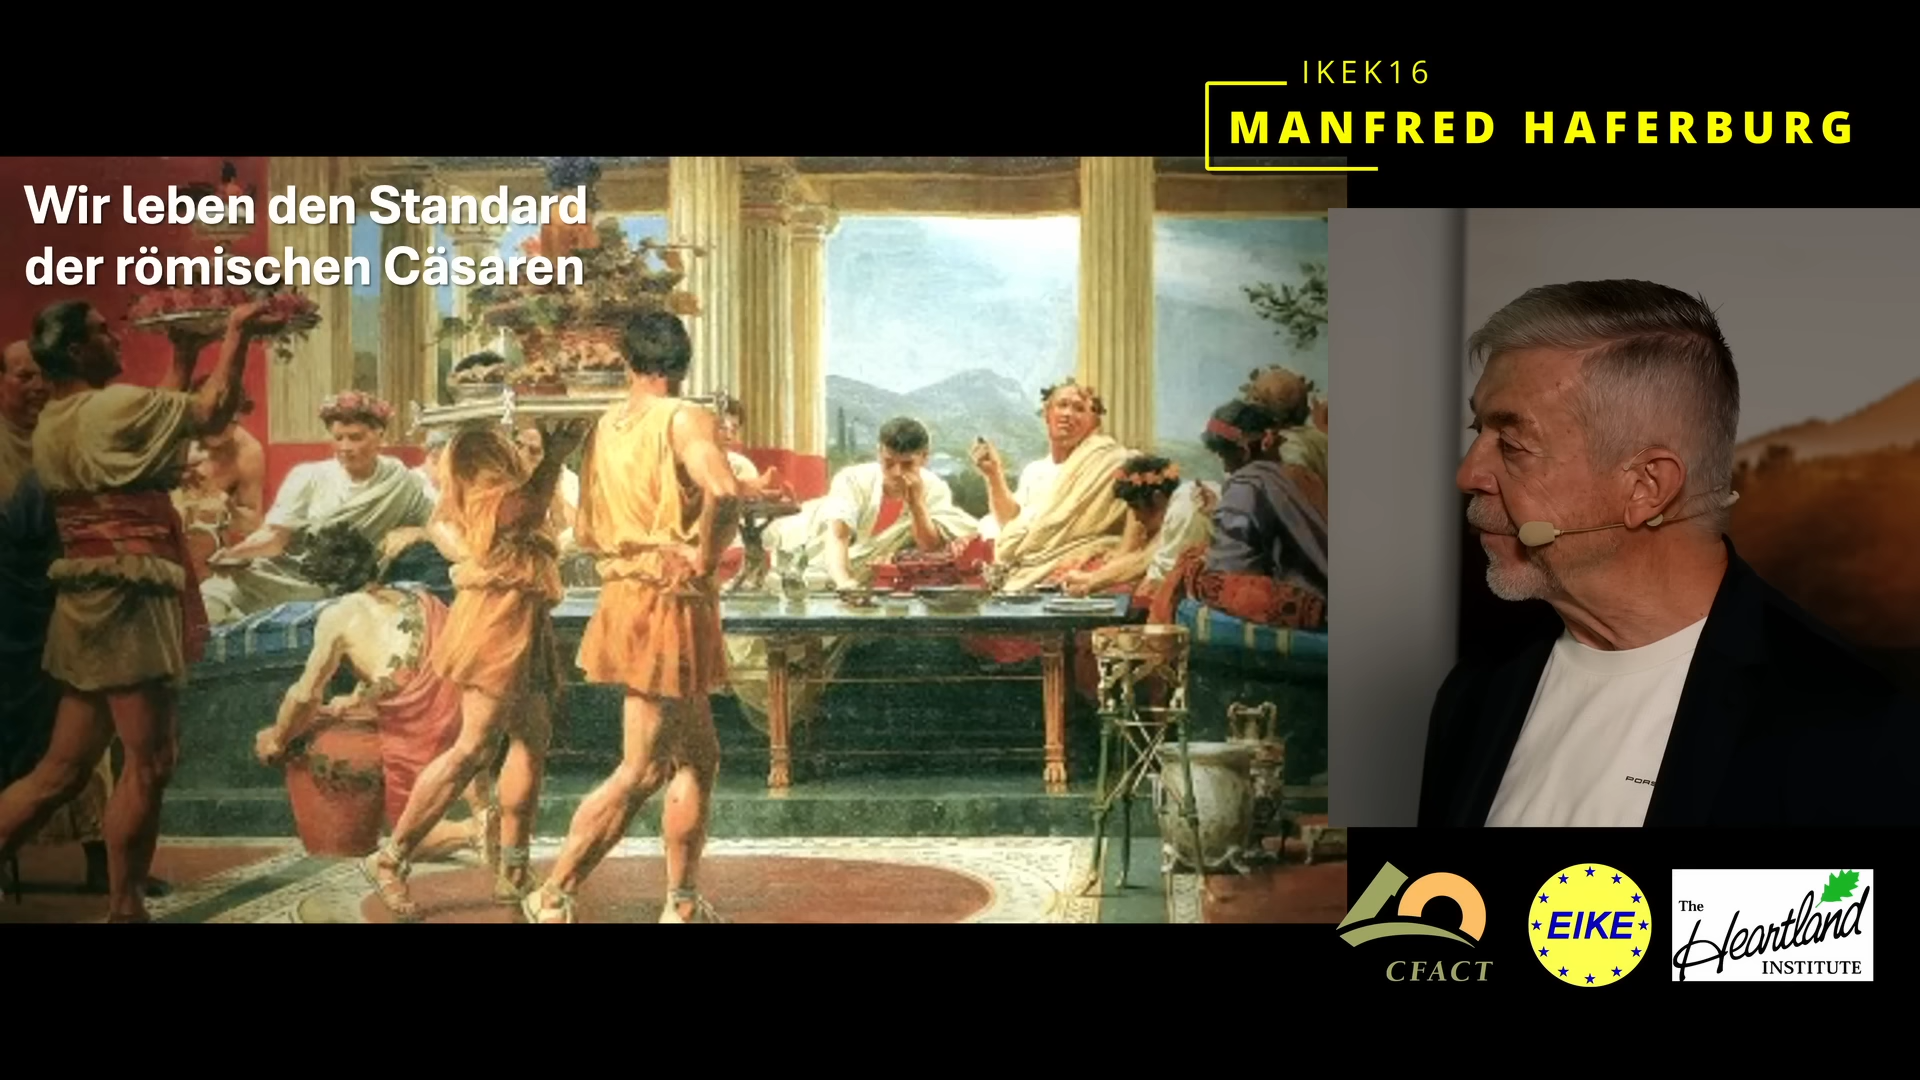 IKEK16
MANFRED HAFERBURG
Wir leben den Standard
der römischen Cäsaren
CFACT
EIKE
The
Heartland
INSTITUTE